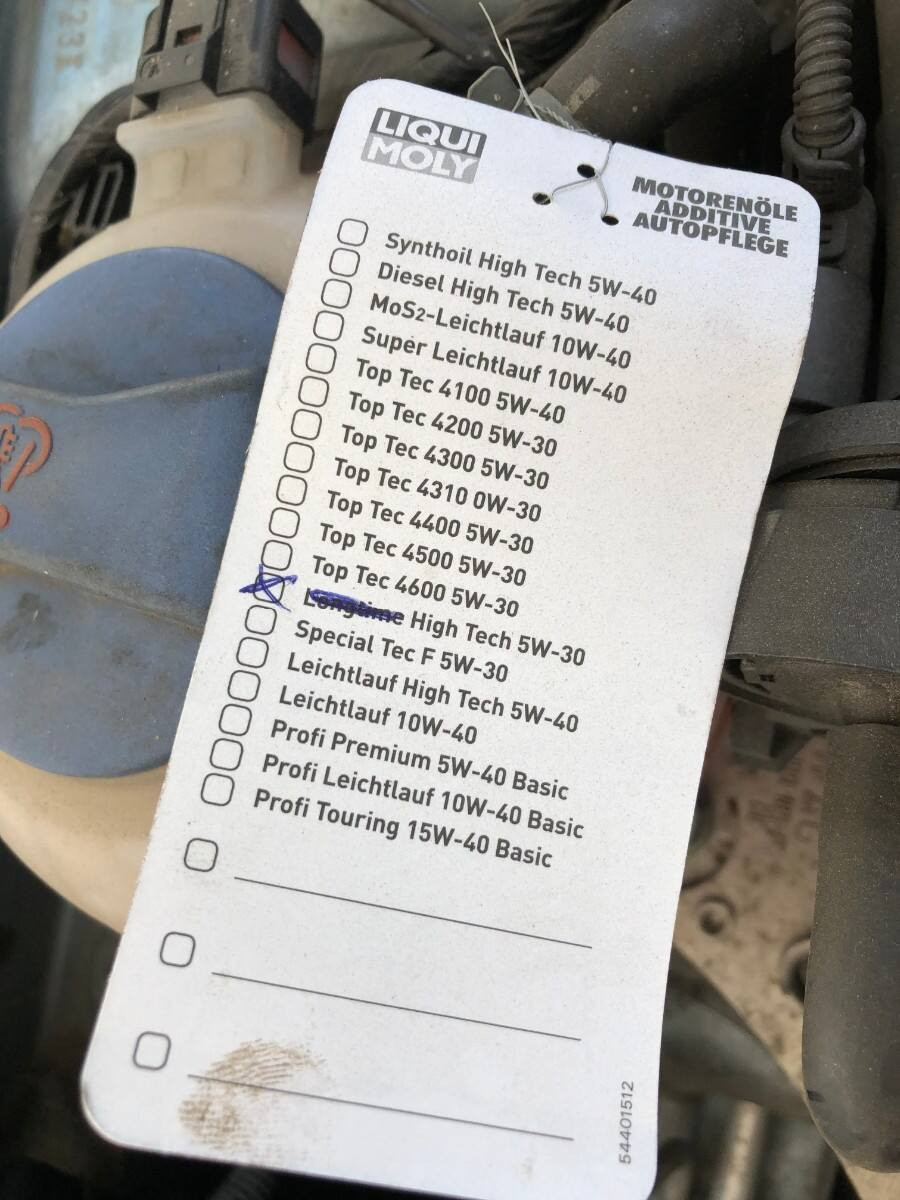 LIQUI
MOLY
MOTORENÖLE
ADDITIVE
AUTOPFLEGE
Synthoil High Tech 5W-40
Diesel High Tech 5W-40
MoS2-Leichtlauf 10W-40
Super Leichtlauf 10W-40
Top Tec 4100 5W-40
Top Tec 4200 5W-30
Top Tec 4300 5W-30
Top Tec 4310 0W-30
Top Tec 4400 5W-30
Top Tec 4500 5W-30
Top Tec 4600 5W-30
Longtime High Tech 5W-30
Special Tec F 5W-30
Leichtlauf High Tech 5W-40
Leichtlauf 10W-40
Profi Premium 5W-40 Basic
Profi Leichtlauf 10W-40 Basic
Profi Touring 15W-40 Basic
54401512